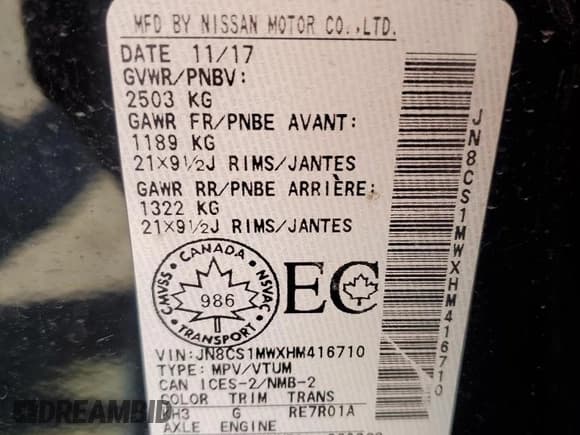 MFD BY NISSAN MOTOR CO.,LTD.
DATE 11/17
GVWR/PNBV:
2503 KG
GAWR FR/PNBE AVANT:
1189 KG
21×9½J RIMS/JANTES
GAWR RR/PNBE ARRIÈRE:
1322 KG
21×9½J RIMS/JANTES
CANADA
CMVSS
NSVAC
986
TRANSPORT
EC
VIN:JN8CS1MWXHM416710
TYPE:MPV/VTUM
CAN ICES-2/NMB-2
COLOR TRIM TRANS
KH3 G RE7R01A
AXLE ENGINE
JN8CS1MWXHM416710
DREAMBID